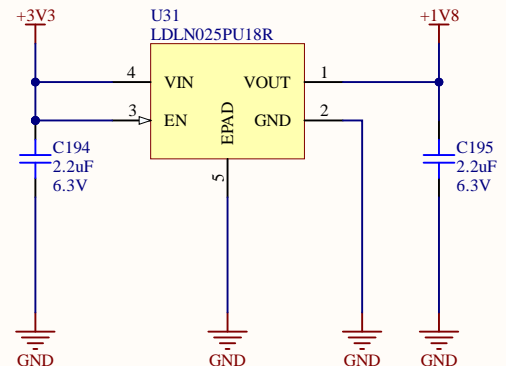 +3V3
U31
LDLN025PU18R
+1V8
4
VIN
VOUT
1
3
EN
EPAD
GND
2
C194
2.2uF
6.3V
5
C195
2.2uF
6.3V
GND
GND
GND
GND